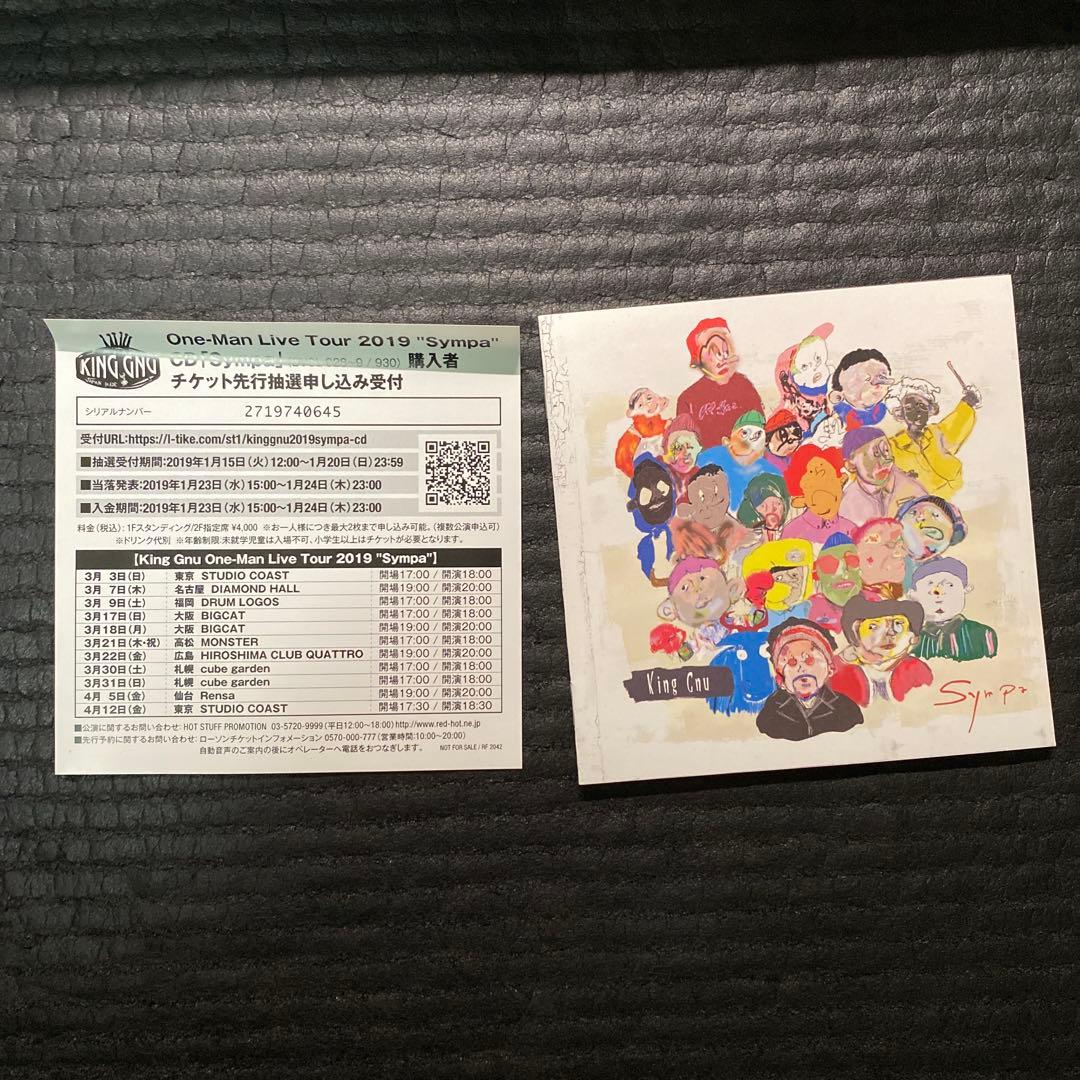 KING GNU
JAPAN MADE
One-Man Live Tour 2019 "Sympa"
CD「Sympa」 929～9 / 930) 購入者
チケット先行抽選申し込み受付
シリアルナンバー 2719740645
受付URL:https://l-tike.com/st1/kinggnu2019sympa-cd
■抽選受付期間:2019年1月15日(火)12:00～1月20日(日)23:59
■当落発表:2019年1月23日(水)15:00～1月24日(木)23:00
■入金期間:2019年1月23日(水)15:00～1月24日(木)23:00
料金(税込):1Fスタンディング/2F指定席 ¥4,000 ※お一人様につき最大2枚まで申し込み可能。(複数公演申込可)
※ドリンク代別 ※年齢制限:未就学児童は入場不可、小学生以上はチケットが必要となります。
【King Gnu One-Man Live Tour 2019 "Sympa"】
3月 3日(日) 東京 STUDIO COAST 開場17:00 / 開演18:00
3月 7日(木) 名古屋 DIAMOND HALL 開場19:00 / 開演20:00
3月 9日(土) 福岡 DRUM LOGOS 開場17:00 / 開演18:00
3月17日(日) 大阪 BIGCAT 開場17:00 / 開演18:00
3月18日(月) 大阪 BIGCAT 開場19:00 / 開演20:00
3月21日(木・祝) 高松 MONSTER 開場17:00 / 開演18:00
3月22日(金) 広島 HIROSHIMA CLUB QUATTRO 開場19:00 / 開演20:00
3月30日(土) 札幌 cube garden 開場17:00 / 開演18:00
3月31日(日) 札幌 cube garden 開場17:00 / 開演18:00
4月 5日(金) 仙台 Rensa 開場19:00 / 開演20:00
4月12日(金) 東京 STUDIO COAST 開場17:30 / 開演18:30
■公演に関するお問い合わせ: HOT STUFF PROMOTION 03-5720-9999(平日12:00～18:00)http://www.red-hot.ne.jp
■先行予約に関するお問い合わせ: ローソンチケットインフォメーション 0570-000-777 (営業時間:10:00～20:00)
自動音声のご案内の後にオペレーターへ電話をおつなぎします。 NOT FOR SALE / RF 2042
King Gnu
Sympa